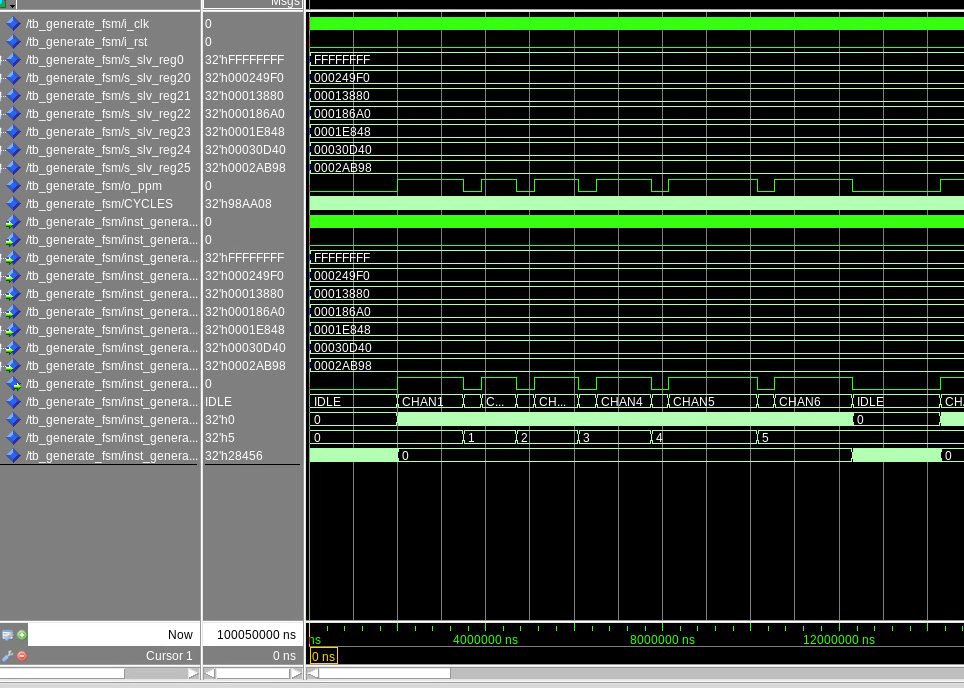 Msgs
/tb_generate_fsm/i_clk 0
/tb_generate_fsm/i_rst 0
/tb_generate_fsm/s_slv_reg0 32'hFFFFFFFF FFFFFFFF
/tb_generate_fsm/s_slv_reg20 32'h000249F0 000249F0
/tb_generate_fsm/s_slv_reg21 32'h00013880 00013880
/tb_generate_fsm/s_slv_reg22 32'h000186A0 000186A0
/tb_generate_fsm/s_slv_reg23 32'h0001E848 0001E848
/tb_generate_fsm/s_slv_reg24 32'h00030D40 00030D40
/tb_generate_fsm/s_slv_reg25 32'h0002AB98 0002AB98
/tb_generate_fsm/o_ppm 0
/tb_generate_fsm/CYCLES 32'h98AA08
/tb_generate_fsm/inst_genera... 0
/tb_generate_fsm/inst_genera... 0
/tb_generate_fsm/inst_genera... 32'hFFFFFFFF FFFFFFFF
/tb_generate_fsm/inst_genera... 32'h000249F0 000249F0
/tb_generate_fsm/inst_genera... 32'h00013880 00013880
/tb_generate_fsm/inst_genera... 32'h000186A0 000186A0
/tb_generate_fsm/inst_genera... 32'h0001E848 0001E848
/tb_generate_fsm/inst_genera... 32'h00030D40 00030D40
/tb_generate_fsm/inst_genera... 32'h0002AB98 0002AB98
/tb_generate_fsm/inst_genera... 0
/tb_generate_fsm/inst_genera... IDLE IDLE CHAN1 C... CH... CHAN4 CHAN5 CHAN6 IDLE CH
/tb_generate_fsm/inst_genera... 32'h0 0 0
/tb_generate_fsm/inst_genera... 32'h5 0 1 2 3 4 5
/tb_generate_fsm/inst_genera... 32'h28456 0 0
Now 100050000 ns ns 4000000 ns 8000000 ns 12000000 ns
Cursor 1 0 ns 0 ns